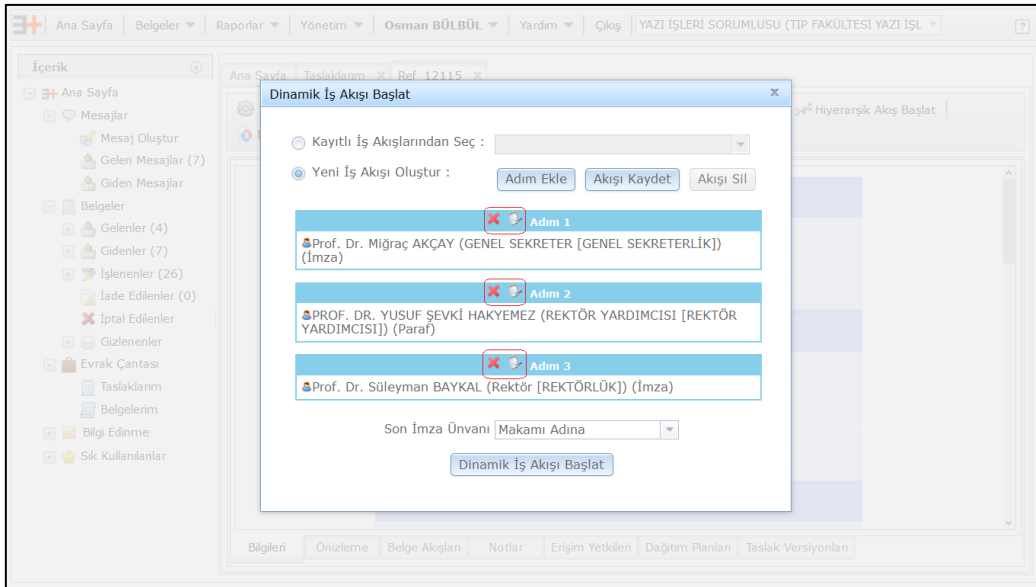 Ana Sayfa
Belgeler
Raporlar
Yönetim
Osman BÜLBÜL
Yardım
Çıkış
YAZI İŞLERİ SORUMLUSU (TIP FAKÜLTESİ YAZI İŞL
?
İçerik
Ana Sayfa
Mesajlar
Mesaj Oluştur
Gelen Mesajlar (7)
Giden Mesajlar
Belgeler
Gelenler (4)
Gidenler (7)
İşlenenler (26)
İade Edilenler (0)
İptal Edilenler
Gizlenenler
Evrak Çantası
Taslaklarım
Belgelerim
Bilgi Edinme
Sık Kullanılanlar
Ana Sayfa
Taslaklarım x
Ref 12115 x
Hiyerarşik Akış Başlat
Dinamik İş Akışı Başlat x
Kayıtlı İş Akışlarından Seç :
Yeni İş Akışı Oluştur :
Adım Ekle
Akışı Kaydet
Akışı Sil
Adım 1
Prof. Dr. Miğraç AKÇAY (GENEL SEKRETER [GENEL SEKRETERLİK])
(İmza)
Adım 2
PROF. DR. YUSUF ŞEVKİ HAKYEMEZ (REKTÖR YARDIMCISI [REKTÖR
YARDIMCISI]) (Paraf)
Adım 3
Prof. Dr. Süleyman BAYKAL (Rektör [REKTÖRLÜK]) (İmza)
Son İmza Ünvanı
Makamı Adına
Dinamik İş Akışı Başlat
Bilgileri
Önizleme
Belge Akışları
Notlar
Erişim Yetkileri
Dağıtım Planları
Taslak Versiyonları